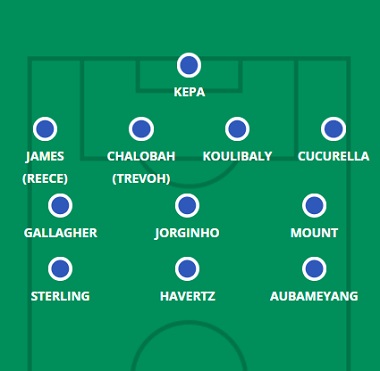 KEPA
JAMES CHALOBAH KOULIBALY CUCURELLA
(REECE) (TREVOH)
GALLAGHER JORGINHO MOUNT
STERLING HAVERTZ AUBAMEYANG